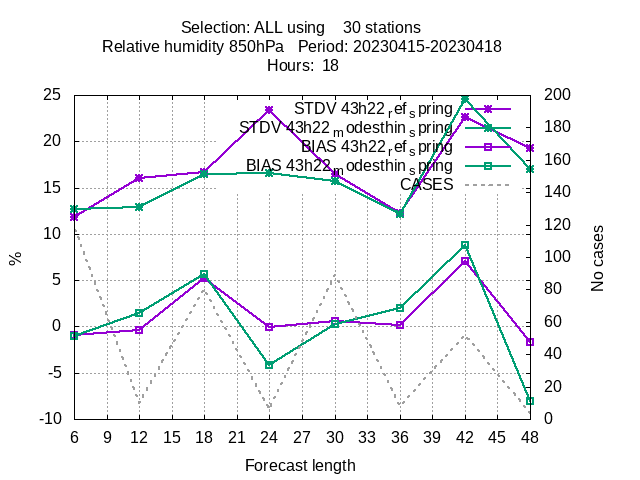 Selection: ALL using    30 stations
Relative humidity 850hPa   Period: 20230415-20230418
Hours:  18
25
20
15
10
5
0
-5
-10
%
STDV 43h22_ref_spring
STDV 43h22_modesthin_spring
BIAS 43h22_ref_spring
BIAS 43h22_modesthin_spring
CASES
200
180
160
140
120
100
80
60
40
20
0
No cases
6 9 12 15 18 21 24 27 30 33 36 39 42 45 48
Forecast length